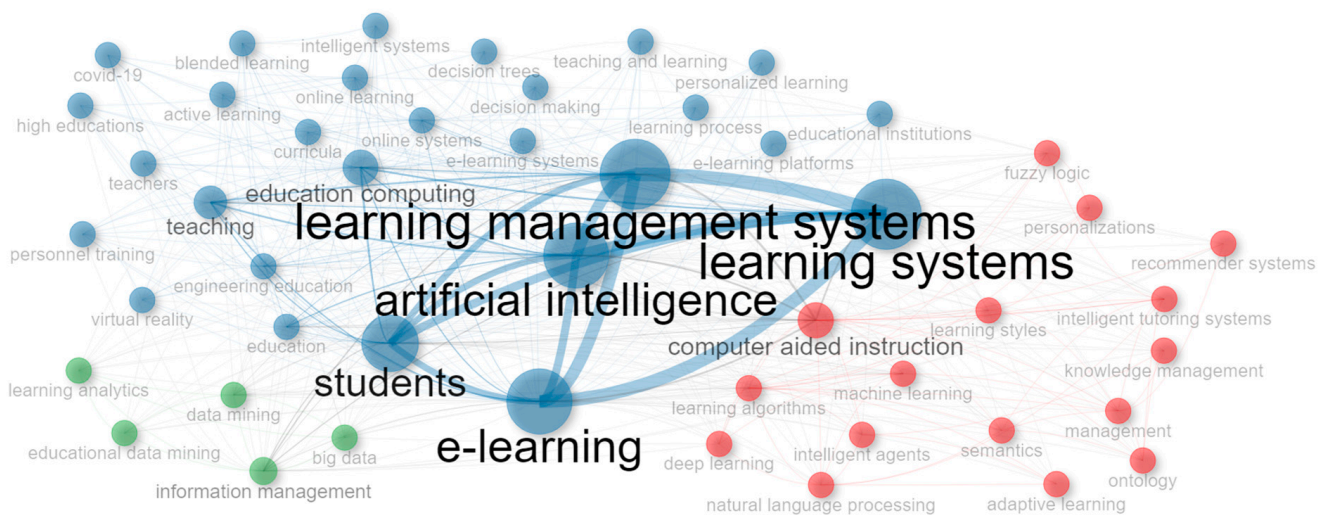 intelligent systems
covid-19
blended learning
decision trees
teaching and learning
personalized learning
online learning
high educations
active learning
decision making
learning process
educational institutions
curricula
online systems
e-learning systems
e-learning platforms
teachers
education computing
fuzzy logic
teaching
learning management systems
personalizations
personnel training
learning systems
recommender systems
engineering education
artificial intelligence
virtual reality
education
computer aided instruction
learning styles
intelligent tutoring systems
students
knowledge management
learning analytics
data mining
learning algorithms
machine learning
e-learning
management
educational data mining
big data
deep learning
intelligent agents
semantics
ontology
information management
natural language processing
adaptive learning